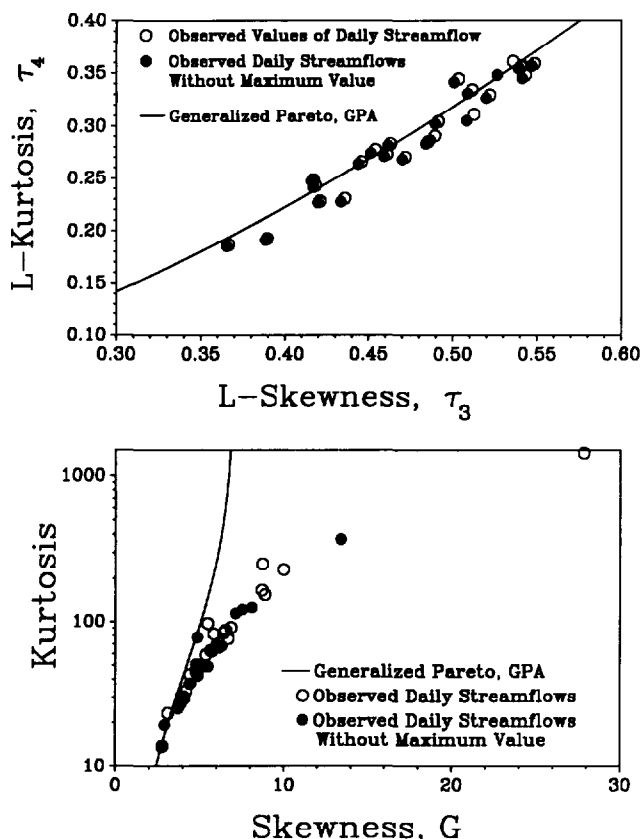 0.40
0.35
0.30
0.25
0.20
0.15
0.10
L-Kurtosis, τ4
Observed Values of Daily Streamflow
Observed Daily Streamflows
Without Maximum Value
Generalized Pareto, GPA
0.30 0.35 0.40 0.45 0.50 0.55 0.60
L-Skewness, τ3
1000
100
10
Kurtosis
Generalized Pareto, GPA
Observed Daily Streamflows
Observed Daily Streamflows
Without Maximum Value
0 10 20 30
Skewness, G